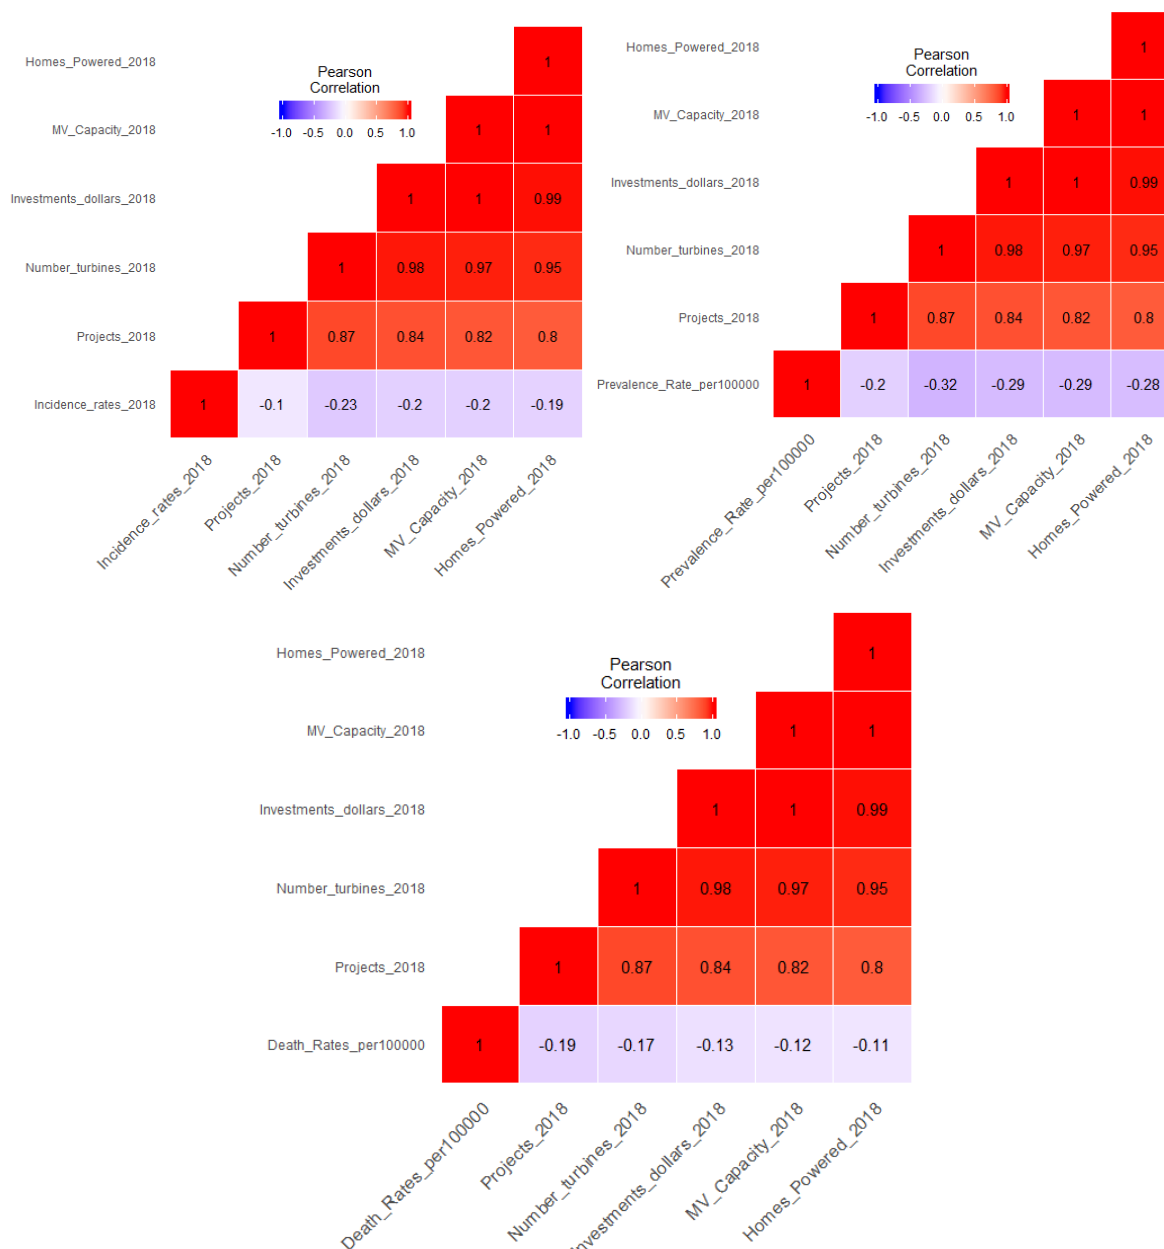 Homes_Powered_2018
1
Pearson
Correlation
-1.0 -0.5 0.0 0.5 1.0
MV_Capacity_2018
1 1
Investments_dollars_2018
1 1 0.99
Number_turbines_2018
1 0.98 0.97 0.95
Projects_2018
1 0.87 0.84 0.82 0.8
Incidence_rates_2018
1 -0.1 -0.23 -0.2 -0.2 -0.19
Incidence_rates_2018
Projects_2018
Number_turbines_2018
Investments_dollars_2018
MV_Capacity_2018
Homes_Powered_2018
Homes_Powered_2018
1
Pearson
Correlation
-1.0 -0.5 0.0 0.5 1.0
MV_Capacity_2018
1 1
Investments_dollars_2018
1 1 0.99
Number_turbines_2018
1 0.98 0.97 0.95
Projects_2018
1 0.87 0.84 0.82 0.8
Prevalence_Rate_per100000
1 -0.2 -0.32 -0.29 -0.29 -0.28
Prevalence_Rate_per100000
Projects_2018
Number_turbines_2018
Investments_dollars_2018
MV_Capacity_2018
Homes_Powered_2018
Homes_Powered_2018
1
Pearson
Correlation
-1.0 -0.5 0.0 0.5 1.0
MV_Capacity_2018
1 1
Investments_dollars_2018
1 1 0.99
Number_turbines_2018
1 0.98 0.97 0.95
Projects_2018
1 0.87 0.84 0.82 0.8
Death_Rates_per100000
1 -0.19 -0.17 -0.13 -0.12 -0.11
Death_Rates_per100000
Projects_2018
Number_turbines_2018
Investments_dollars_2018
MV_Capacity_2018
Homes_Powered_2018